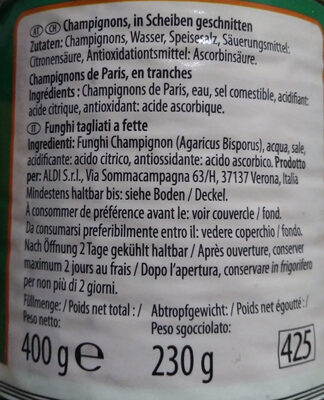 AT CH Champignons, in Scheiben geschnitten
Zutaten: Champignons, Wasser, Speisesalz, Säuerungsmittel:
Citronensäure, Antioxidationsmittel: Ascorbinsäure.
Champignons de Paris, en tranches
Ingrédients : Champignons de Paris, eau, sel comestible, acidifiant:
acide citrique, antioxidant: acide ascorbique.
IT Funghi tagliati a fette
Ingredienti: Funghi Champignon (Agaricus Bisporus), acqua, sale,
acidificante: acido citrico, antiossidante: acido ascorbico. Prodotto
per: ALDI S.r.l., Via Sommacampagna 63/H, 37137 Verona, Italia
Mindestens haltbar bis: siehe Boden / Deckel.
À consommer de préférence avant le: voir couvercle / fond.
Da consumarsi preferibilmente entro il: vedere coperchio / fondo.
Nach Öffnung 2 Tage gekühlt haltbar / Après ouverture, conserver
maximum 2 jours au frais / Dopo l'apertura, conservare in frigorifero
per non più di 2 giorni.
Füllmenge: / Poids net total : / Abtropfgewicht: / Poids net égoutté : /
Peso netto: Peso sgocciolato:
400 g e 230 g 425